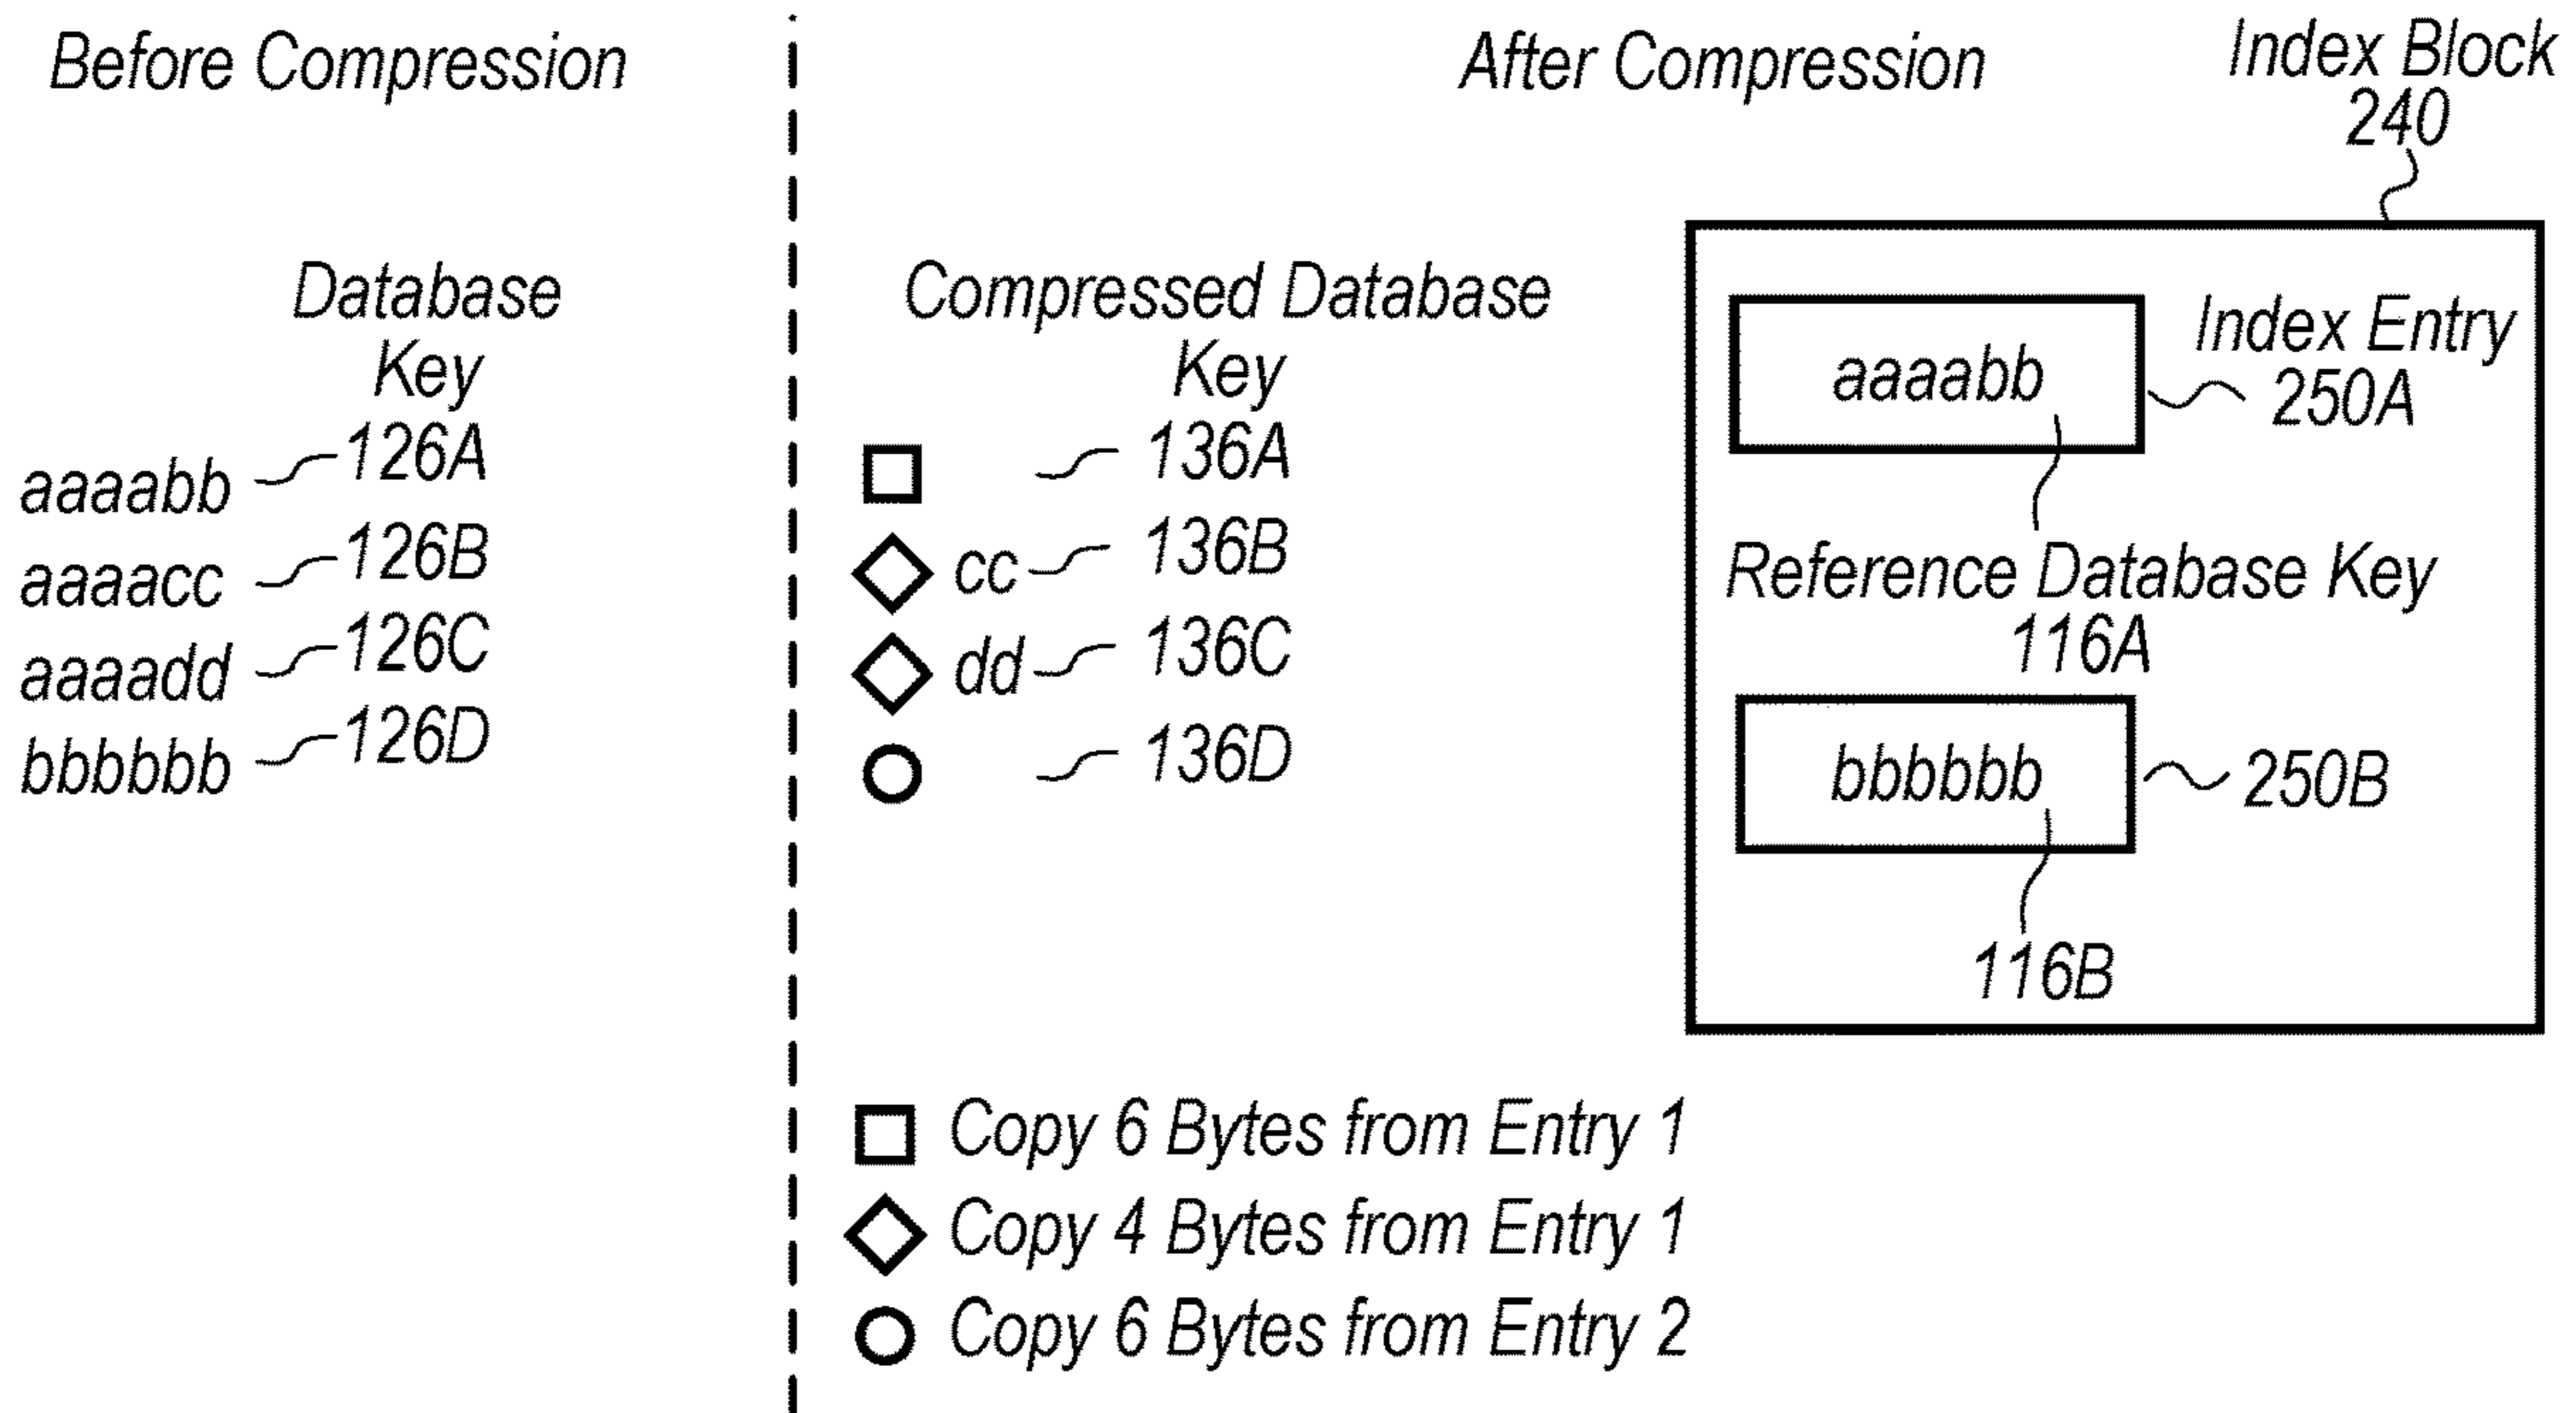 Before Compression
After Compression
Index Block
240
Database
Key
aaaabb 126A
aaaacc 126B
aaaadd 126C
bbbbbb 126D
Compressed Database
Key
136A
cc 136B
dd 136C
136D
aaaabb
Index Entry
250A
Reference Database Key
116A
bbbbbb
250B
116B
Copy 6 Bytes from Entry 1
Copy 4 Bytes from Entry 1
Copy 6 Bytes from Entry 2